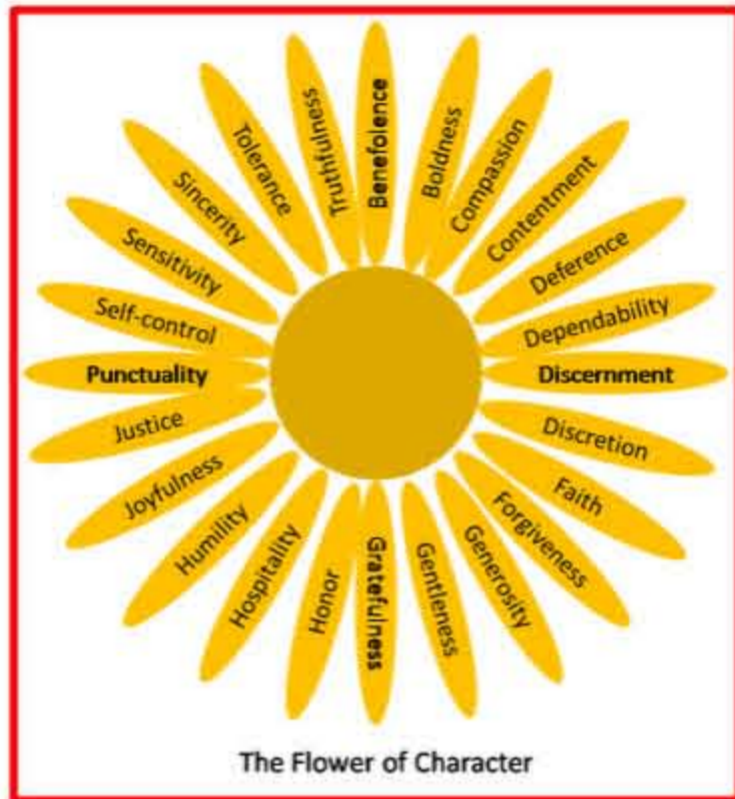 Benefolence
Boldness
Compassion
Contentment
Deference
Dependability
Discernment
Discretion
Faith
Forgiveness
Generosity
Gentleness
Gratefulness
Honor
Hospitality
Humility
Joyfulness
Justice
Punctuality
Self-control
Sensitivity
Sincerity
Tolerance
Truthfulness
The Flower of Character